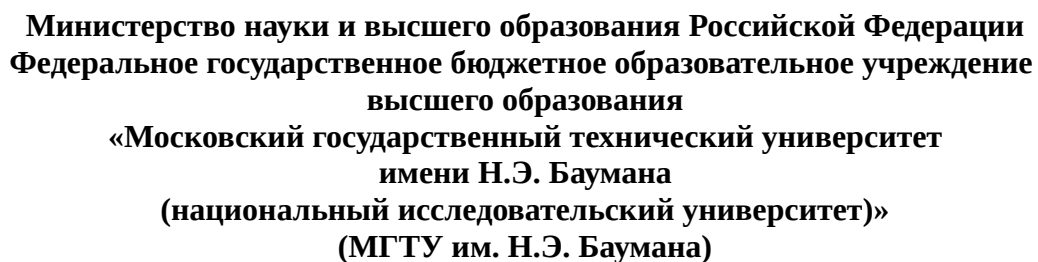 Министерство науки и высшего образования Российской Федерации
Федеральное государственное бюджетное образовательное учреждение
высшего образования
«Московский государственный технический университет
имени Н.Э. Баумана
(национальный исследовательский университет)»
(МГТУ им. Н.Э. Баумана)